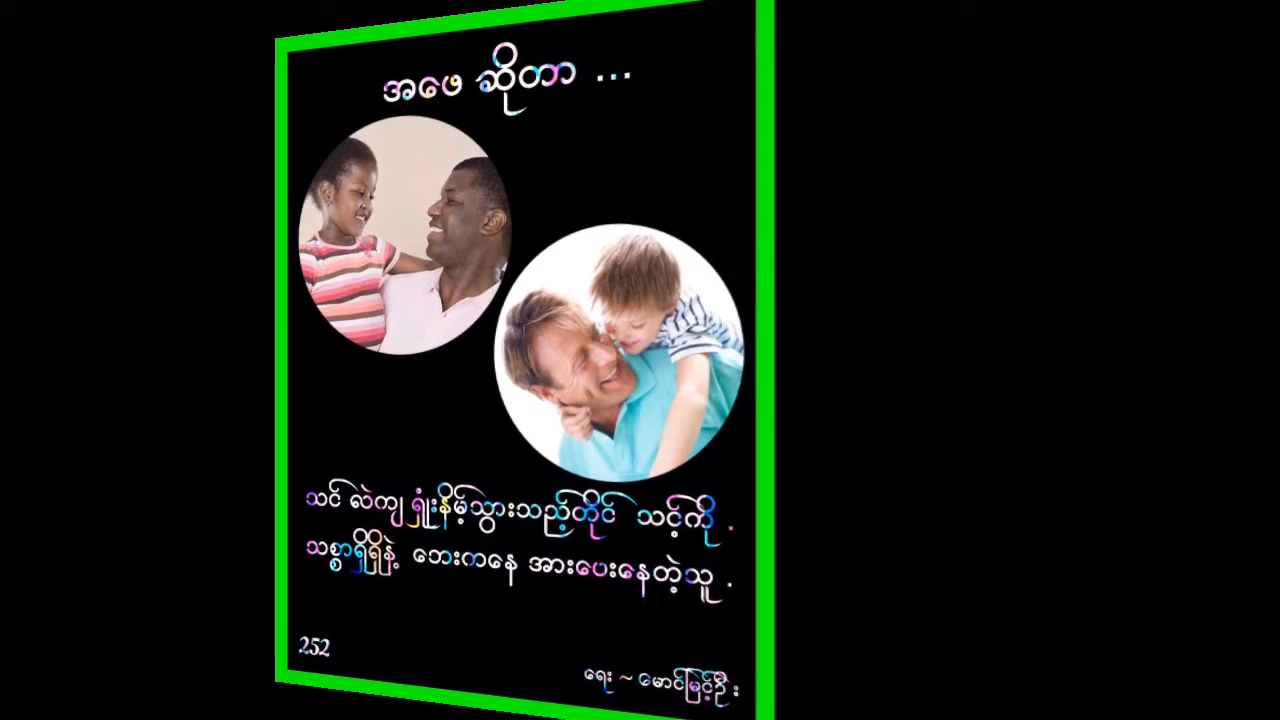 အဖေ ဆိုတာ ...
သင် လဲကျ ရှုံးနိမ့်သွားသည့်တိုင် သင့်ကို .
သစ္စာရှိရှိနဲ့ ဘေးကနေ အားပေးနေတဲ့သူ .
252
ရေး ~ မောင်မြင့်ဦး